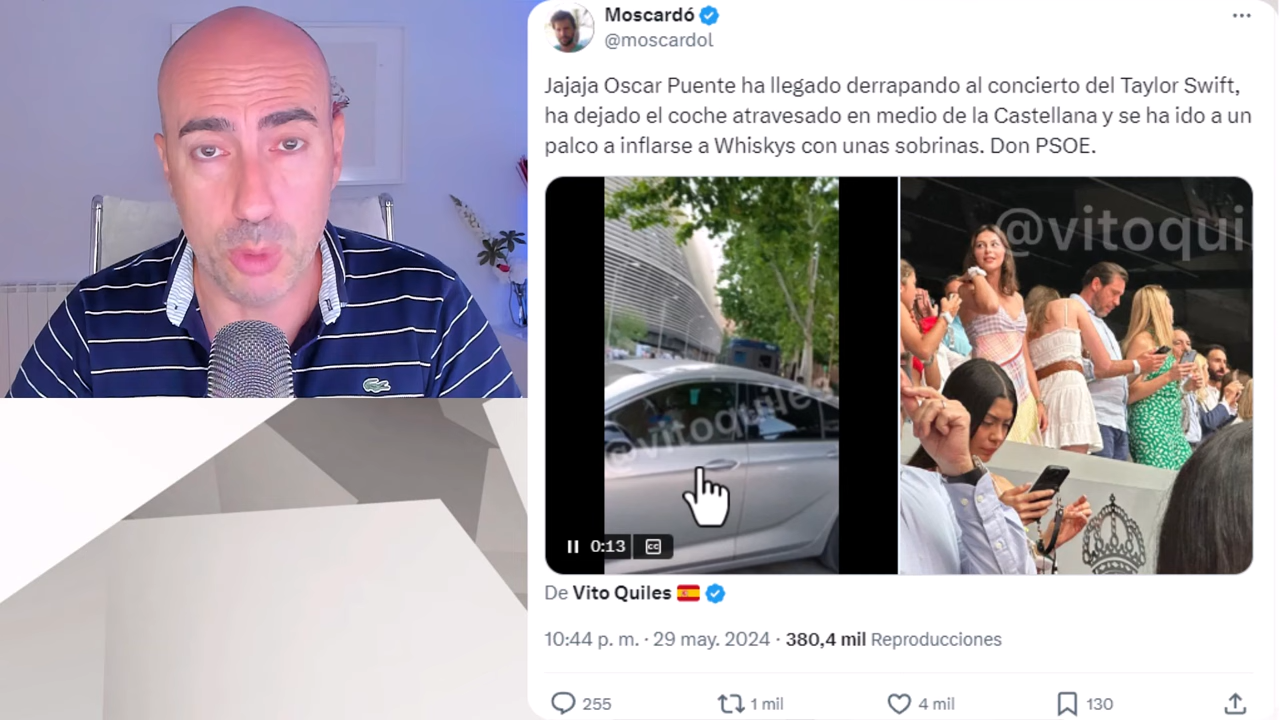 Moscardó
@moscardol
Jajaja Oscar Puente ha llegado derrapando al concierto del Taylor Swift,
ha dejado el coche atravesado en medio de la Castellana y se ha ido a un
palco a inflarse a Whiskys con unas sobrinas. Don PSOE.
@vitoquiles
@vitoqui
0:13 CC
De Vito Quiles
10:44 p. m. · 29 may. 2024 · 380,4 mil Reproducciones
255 1 mil 4 mil 130